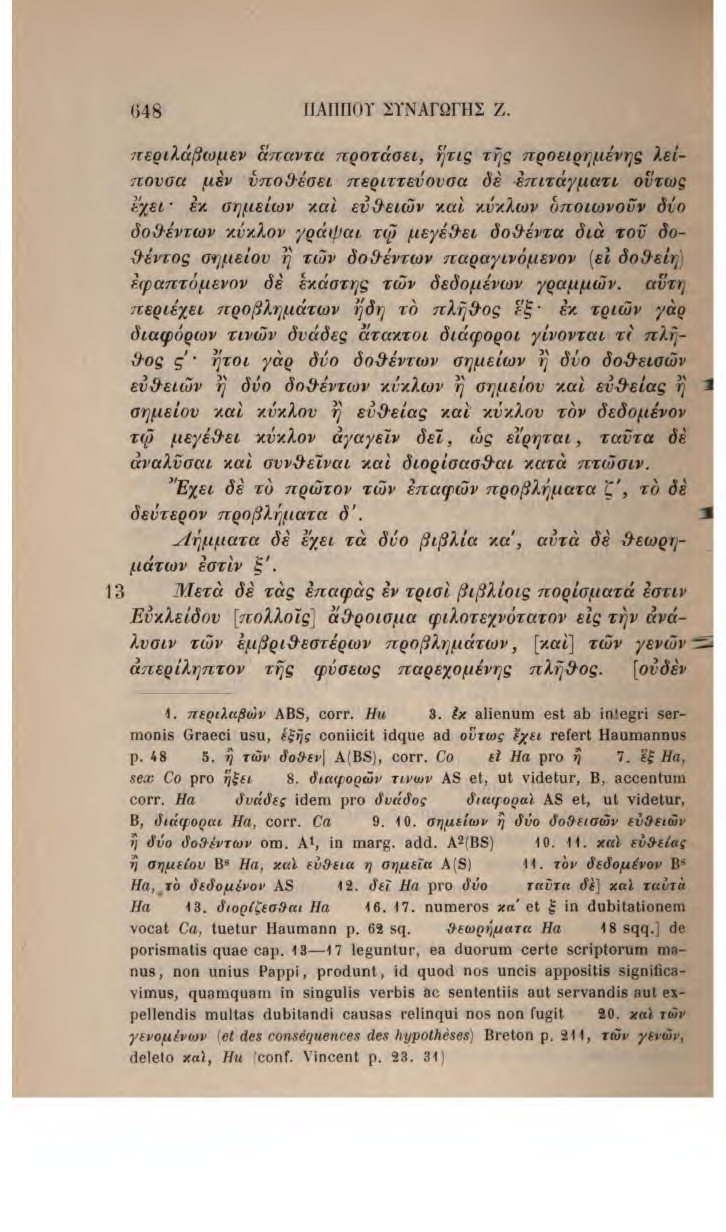 648 ΠΑΠΠΟΥ ΣΥΝΑΓΩΓΗΣ Ζ.
περιλάβωμεν ἅπαντα προτάσει, ἥτις τῆς προειρημένης λεί-
πουσα μὲν ὑποθέσει περιττεύουσα δὲ ἐπιτάγματι οὕτως
ἔχει· ἐκ σημείων καὶ εὐθειῶν καὶ κύκλων ὁποιωνοῦν δύο
δοθέντων κύκλον γράψαι τῷ μεγέθει δοθέντα διὰ τοῦ δο-
θέντος σημείου ἢ τῶν δοθέντων παραγινόμενον (εἰ δοθείη)
ἐφαπτόμενον δὲ ἑκάστης τῶν δεδομένων γραμμῶν. αὕτη
περιέχει προβλημάτων ἤδη τὸ πλῆθος ἕξ· ἐκ τριῶν γὰρ
διαφόρων τινῶν δυάδες ἄτακτοι διάφοροι γίνονται τὸ πλῆ-
θος ς΄· ἤτοι γὰρ δύο δοθέντων σημείων ἢ δύο δοθεισῶν
εὐθειῶν ἢ δύο δοθέντων κύκλων ἢ σημείου καὶ εὐθείας ἢ
σημείου καὶ κύκλου ἢ εὐθείας καὶ κύκλου τὸν δεδομένον
τῷ μεγέθει κύκλον ἀγαγεῖν δεῖ, ὡς εἴρηται, ταῦτα δὲ
ἀναλῦσαι καὶ συνθεῖναι καὶ διορίσασθαι κατὰ πτῶσιν.
Ἔχει δὲ τὸ πρῶτον τῶν ἐπαφῶν προβλήματα ζ΄, τὸ δὲ
δεύτερον προβλήματα δ΄.
Λήμματα δὲ ἔχει τὰ δύο βιβλία κα΄, αὐτὰ δὲ θεωρη-
μάτων ἐστὶν ξ΄.
13 Μετὰ δὲ τὰς ἐπαφὰς ἐν τρισὶ βιβλίοις πορίσματά ἐστιν
Εὐκλείδου [πολλοῖς] ἄθροισμα φιλοτεχνότατον εἰς τὴν ἀνά-
λυσιν τῶν ἐμβριθεστέρων προβλημάτων, [καὶ] τῶν γενῶν
ἀπερίληπτον τῆς φύσεως παρεχομένης πλῆθος. [οὐδὲν
1. περιλαβὼν ABS, corr. Hu 3. ἐκ alienum est ab integri ser-
monis Graeci usu, ἑξῆς coniicit idque ad οὕτως ἔχει refert Haumannus
p. 48 5. ἢ τῶν δοθεν| A(BS), corr. Co εἰ Ha pro ἢ 7. ἓξ Ha,
sex Co pro ἥξει 8. διαφορῶν τινων AS et, ut videtur, B, accentum
corr. Ha δυάδες idem pro δυάδος διαφοραὶ AS et, ut videtur,
B, διάφοραι Ha, corr. Ca 9. 10. σημείων ἢ δύο δοθεισῶν εὐθειῶν
ἢ δύο δοθέντων om. A¹, in marg. add. A²(BS) 10. 11. καὶ εὐθείας
ἢ σημείου Bˢ Ha, καὶ εὐθεια η σημεῖα A(S) 11. τὸν δεδομένον Bˢ
Ha, τὸ δεδομένον AS 12. δεῖ Ha pro δύο ταῦτα δὲ] καὶ ταῦτὰ
Ha 13. διορίζεσθαι Ha 16. 17. numeros κα΄ et ξ in dubitationem
vocat Ca, tuetur Haumann p. 62 sq. θεωρήματα Ha 18 sqq.] de
porismatis quae cap. 13—17 leguntur, ea duorum certe scriptorum ma-
nus, non unius Pappi, produnt, id quod nos uncis appositis significa-
vimus, quamquam in singulis verbis ac sententiis aut servandis aut ex-
pellendis multas dubitandi causas relinqui nos non fugit 20. καὶ τῶν
γενομένων (et des conséquences des hypothèses) Breton p. 211, τῶν γενῶν,
deleto καὶ, Hu (conf. Vincent p. 23. 31)